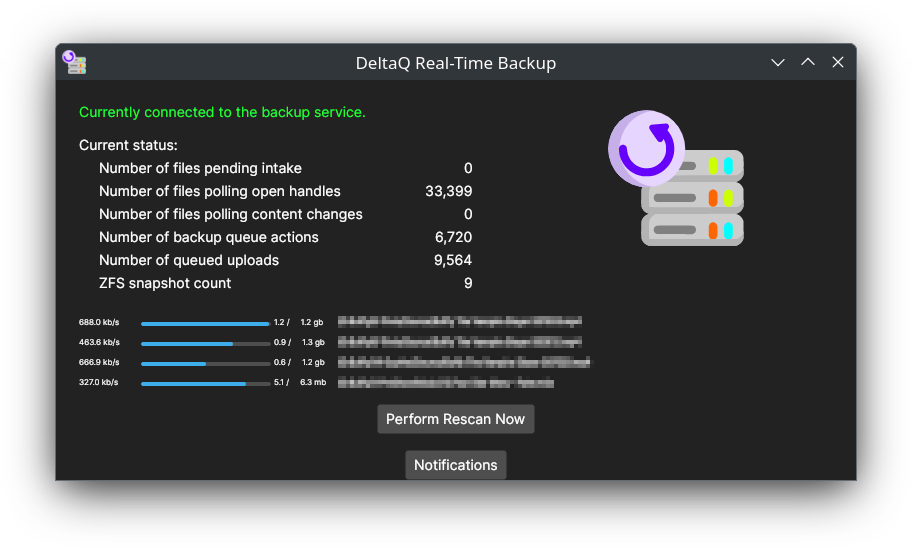 DeltaQ Real-Time Backup
Currently connected to the backup service.
Current status:
Number of files pending intake 0
Number of files polling open handles 33,399
Number of files polling content changes 0
Number of backup queue actions 6,720
Number of queued uploads 9,564
ZFS snapshot count 9
688.0 kb/s 1.2 / 1.2 gb
463.6 kb/s 0.9 / 1.3 gb
666.9 kb/s 0.6 / 1.2 gb
327.0 kb/s 5.1 / 6.3 mb
Perform Rescan Now
Notifications